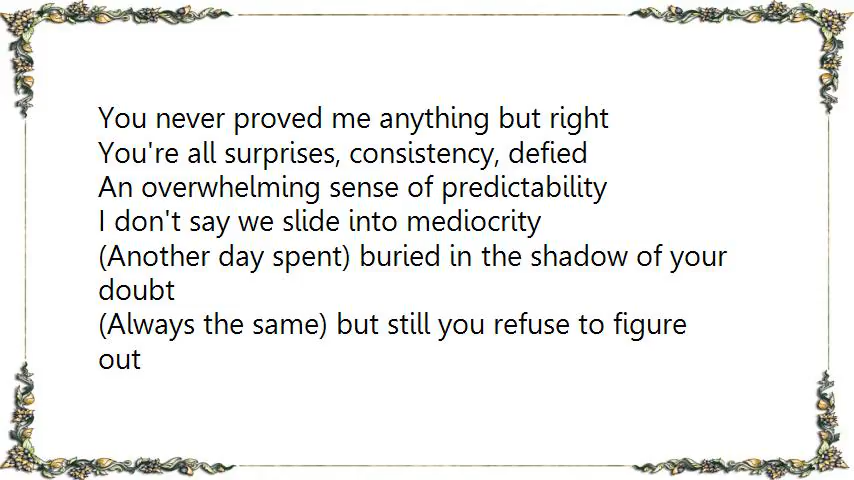 You never proved me anything but right
You're all surprises, consistency, defied
An overwhelming sense of predictability
I don't say we slide into mediocrity
(Another day spent) buried in the shadow of your
doubt
(Always the same) but still you refuse to figure
out